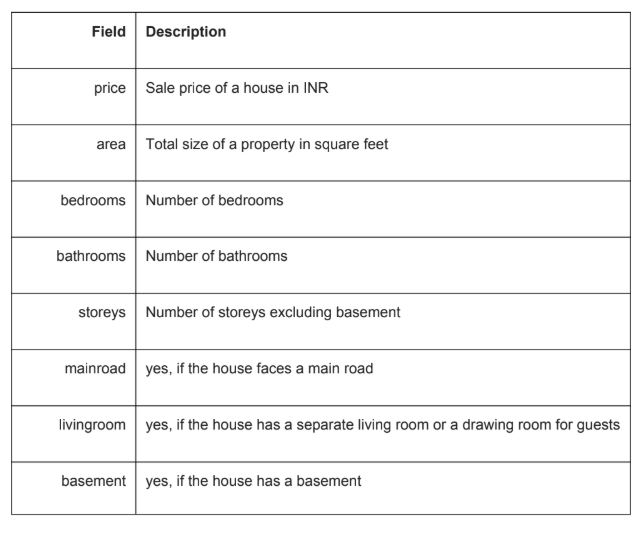 Field Description
price Sale price of a house in INR
area Total size of a property in square feet
bedrooms Number of bedrooms
bathrooms Number of bathrooms
storeys Number of storeys excluding basement
mainroad yes, if the house faces a main road
livingroom yes, if the house has a separate living room or a drawing room for guests
basement yes, if the house has a basement